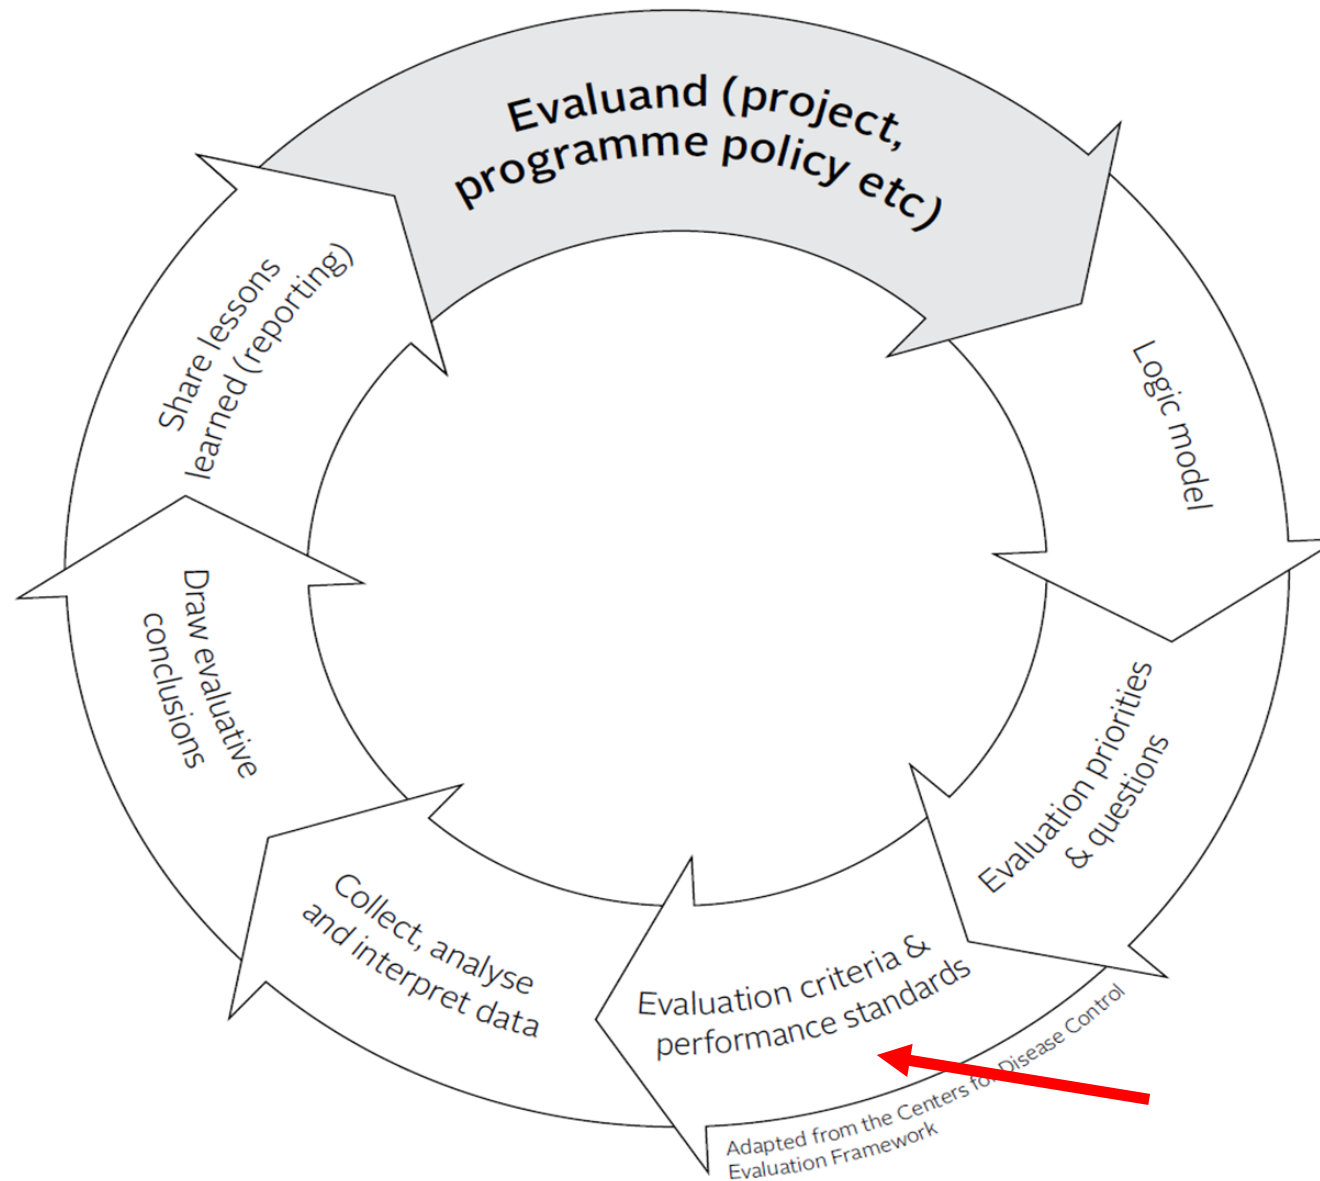 Evaluand (project,
programme policy etc)
Logic model
Evaluation priorities
& questions
Evaluation criteria &
performance standards
Collect, analyse
and interpret data
Draw evaluative
conclusions
Share lessons
learned (reporting)
Adapted from the Centers for Disease Control
Evaluation Framework